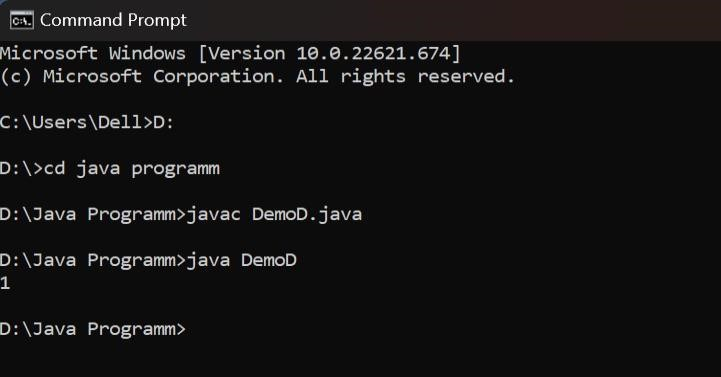 Command Prompt
Microsoft Windows [Version 10.0.22621.674]
(c) Microsoft Corporation. All rights reserved.
C:\Users\Dell>D:
D:\>cd java programm
D:\Java Programm>javac DemoD.java
D:\Java Programm>java DemoD
1
D:\Java Programm>